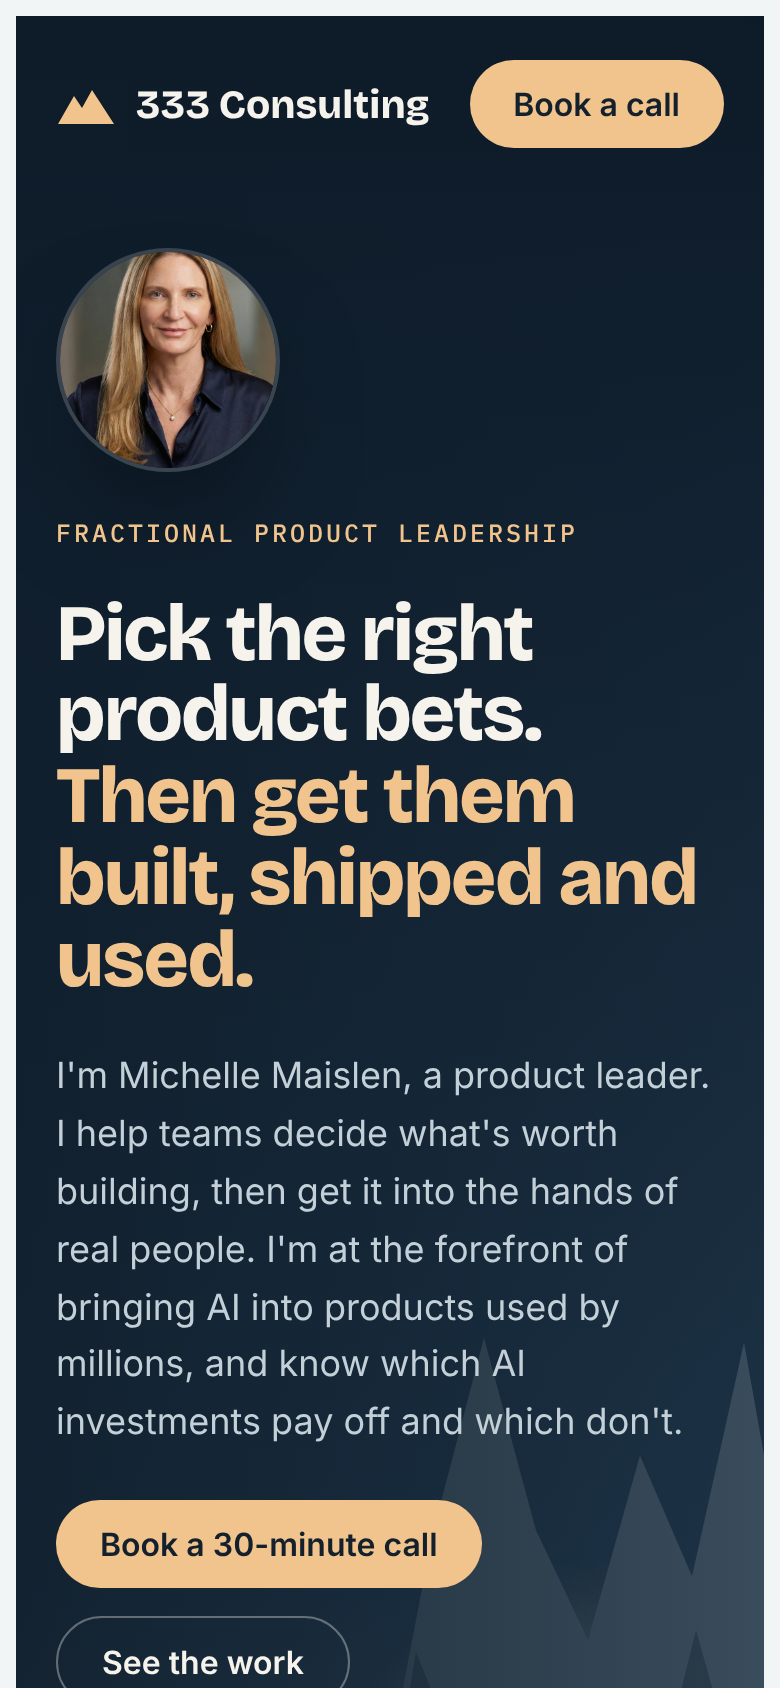 333 Consulting
Book a call
FRACTIONAL PRODUCT LEADERSHIP
Pick the right
product bets.
Then get them
built, shipped and
used.
I'm Michelle Maislen, a product leader.
I help teams decide what's worth
building, then get it into the hands of
real people. I'm at the forefront of
bringing AI into products used by
millions, and know which AI
investments pay off and which don't.
Book a 30-minute call
See the work